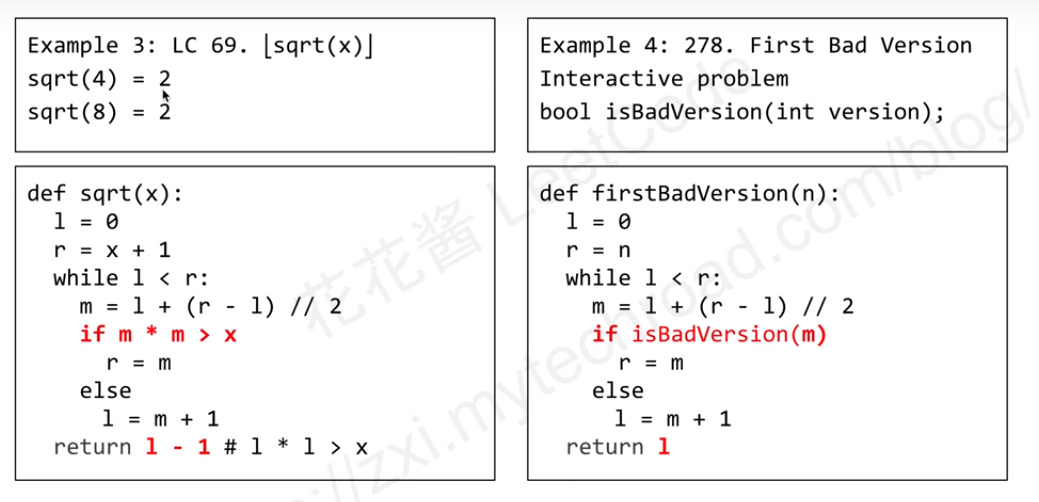 Example 3: LC 69. ⌊sqrt(x)⌋
sqrt(4) = 2
sqrt(8) = 2
def sqrt(x):
  l = 0
  r = x + 1
  while l < r:
    m = l + (r - l) // 2
    if m * m > x
      r = m
    else
      l = m + 1
  return l - 1 # l * l > x
Example 4: 278. First Bad Version
Interactive problem
bool isBadVersion(int version);
def firstBadVersion(n):
  l = 0
  r = n
  while l < r:
    m = l + (r - l) // 2
    if isBadVersion(m)
      r = m
    else
      l = m + 1
  return l
花花酱 LeetCode
://zxi.mytechroad.com/blog/